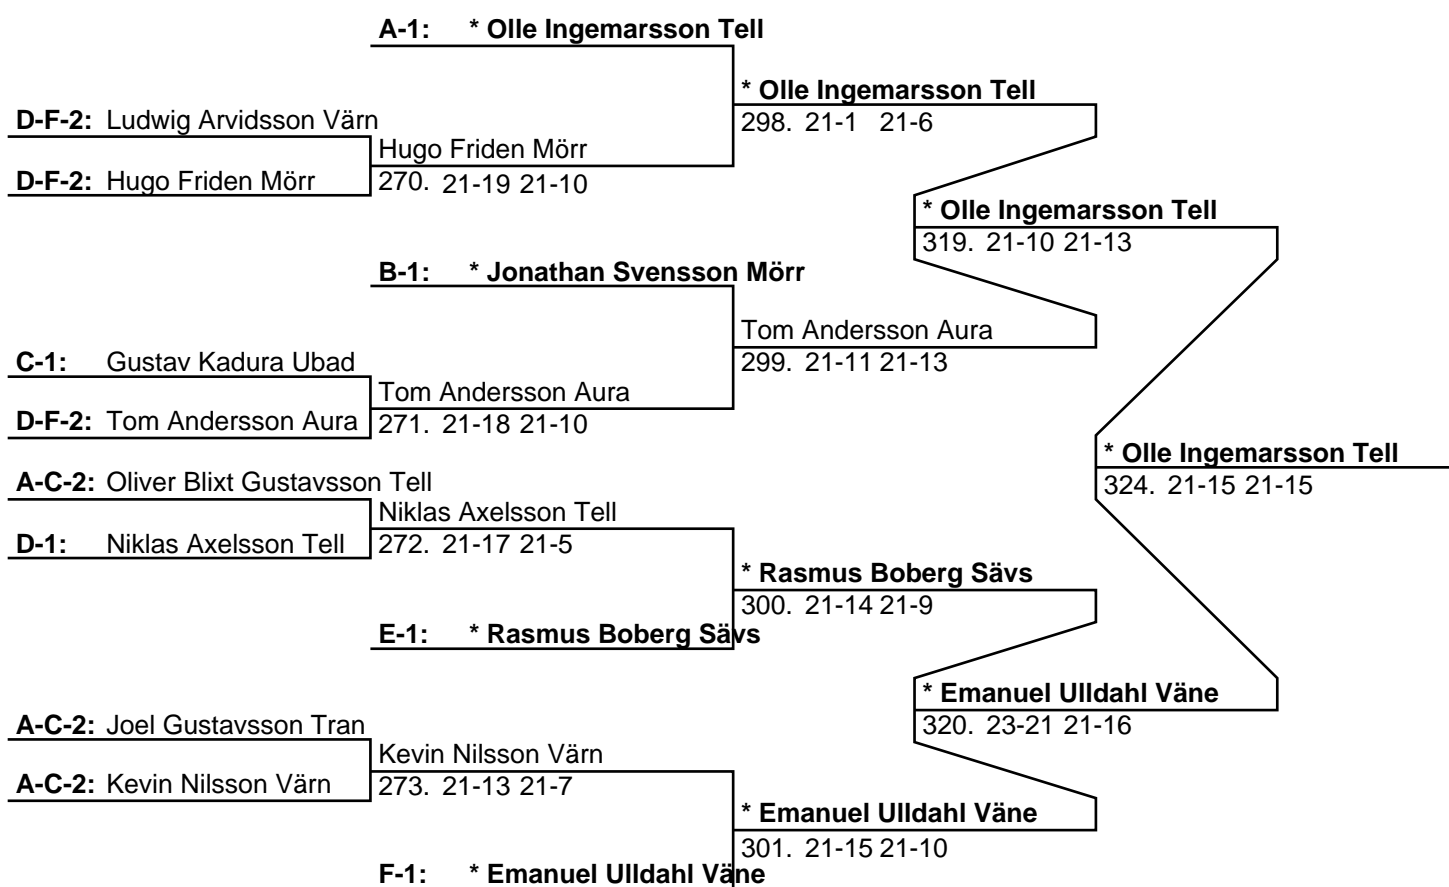 A-1: * Olle Ingemarsson Tell
* Olle Ingemarsson Tell
D-F-2: Ludwig Arvidsson Värn
298. 21-1 21-6
Hugo Friden Mörr
D-F-2: Hugo Friden Mörr
270. 21-19 21-10
* Olle Ingemarsson Tell
319. 21-10 21-13
B-1: * Jonathan Svensson Mörr
Tom Andersson Aura
C-1: Gustav Kadura Ubad
299. 21-11 21-13
Tom Andersson Aura
D-F-2: Tom Andersson Aura
271. 21-18 21-10
* Olle Ingemarsson Tell
A-C-2: Oliver Blixt Gustavsson Tell
324. 21-15 21-15
Niklas Axelsson Tell
D-1: Niklas Axelsson Tell
272. 21-17 21-5
* Rasmus Boberg Sävs
300. 21-14 21-9
E-1: * Rasmus Boberg Sävs
* Emanuel Ulldahl Väne
A-C-2: Joel Gustavsson Tran
320. 23-21 21-16
Kevin Nilsson Värn
A-C-2: Kevin Nilsson Värn
273. 21-13 21-7
* Emanuel Ulldahl Väne
301. 21-15 21-10
F-1: * Emanuel Ulldahl Väne